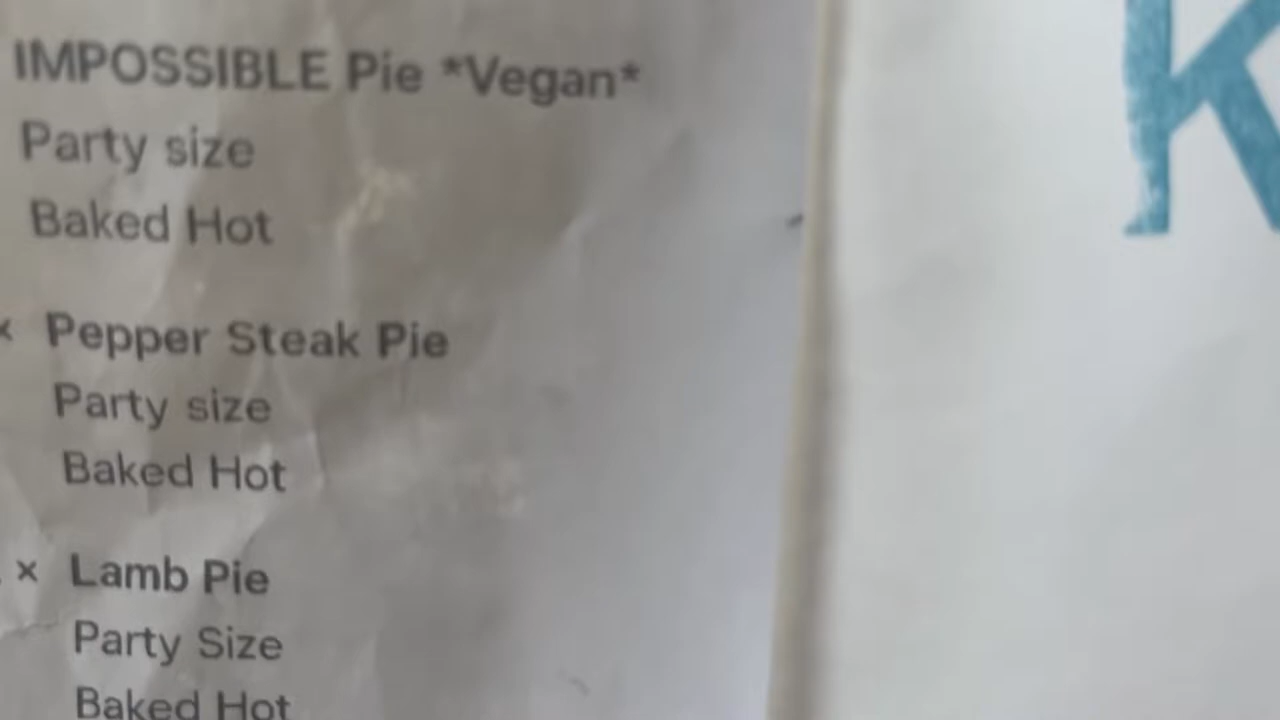 IMPOSSIBLE Pie *Vegan*
Party size
Baked Hot
× Pepper Steak Pie
Party size
Baked Hot
× Lamb Pie
Party Size
Baked Hot
K